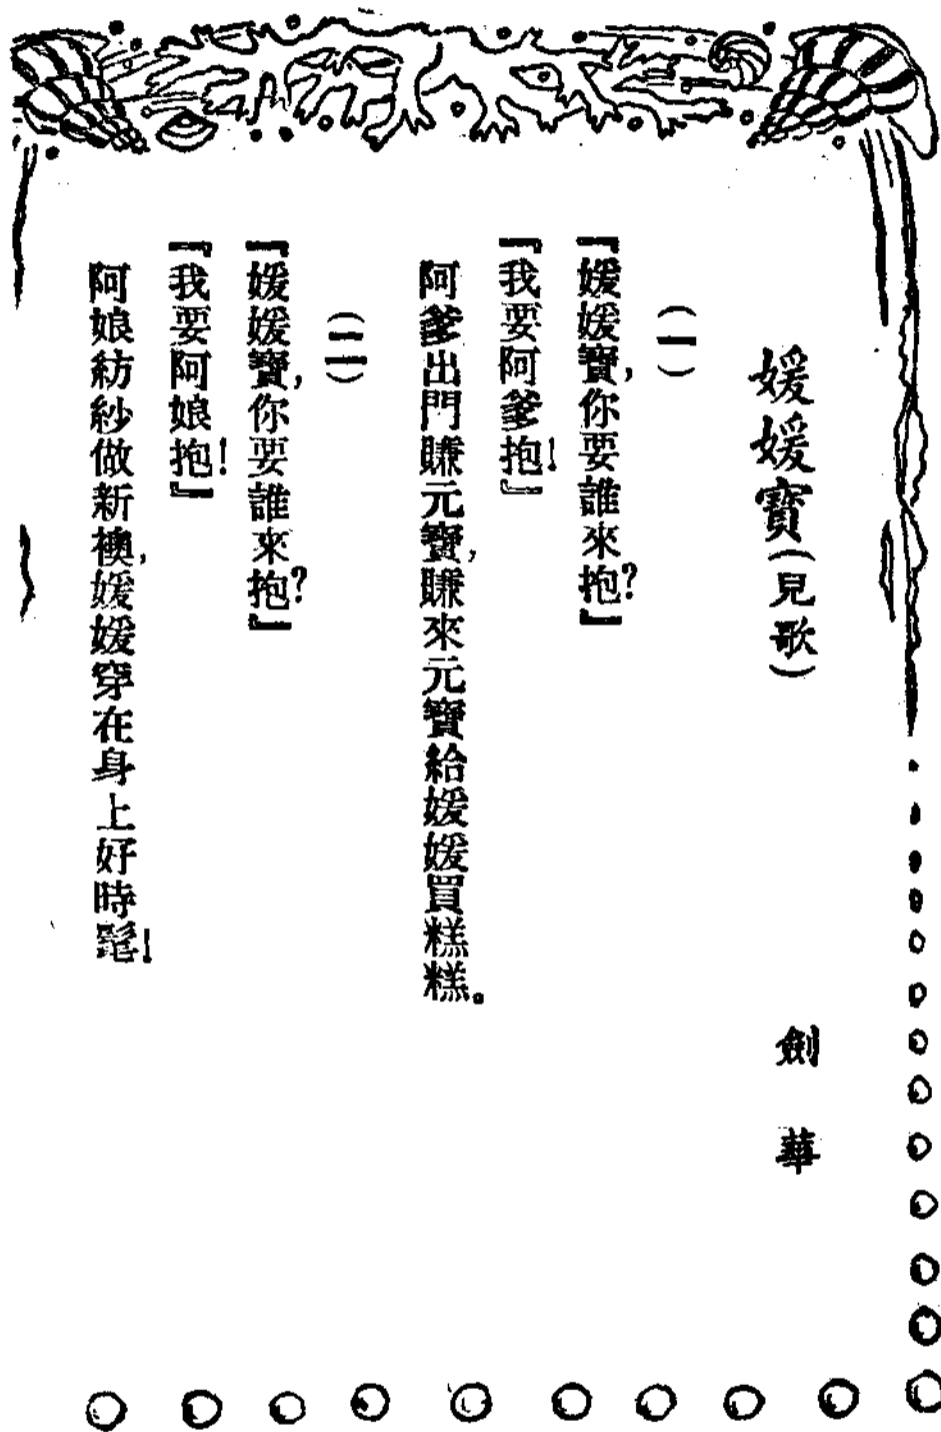 媛媛寶(兒歌)
劍華
(一)
『媛媛寶,你要誰來抱?』
『我要阿爹抱!』
阿爹出門賺元寶,賺來元寶給媛媛買糕糕。
(二)
『媛媛寶,你要誰來抱?』
『我要阿娘抱!』
阿娘紡紗做新襖,媛媛穿在身上好時髦!